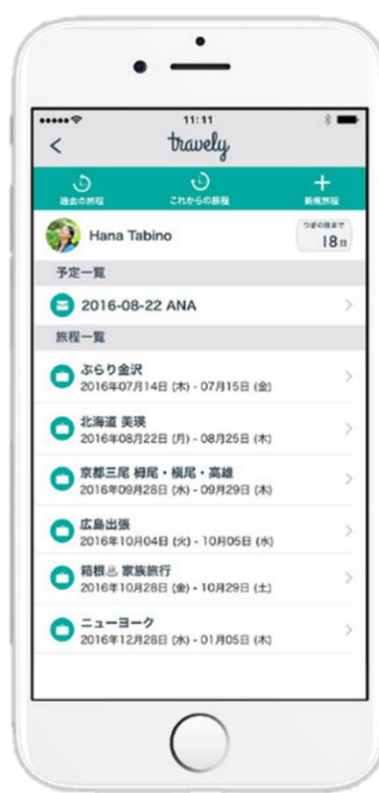 11:11
travely
過去の旅程
これからの旅程
新規旅程
Hana Tabino
つぎの旅まで
18日
予定一覧
2016-08-22 ANA
旅程一覧
ぶらり金沢
2016年07月14日 (木) - 07月15日 (金)
北海道 美瑛
2016年08月22日 (月) - 08月25日 (木)
京都三尾 栂尾・槇尾・高雄
2016年09月28日 (水) - 09月29日 (木)
広島出張
2016年10月04日 (火) - 10月05日 (水)
箱根♨ 家族旅行
2016年10月28日 (金) - 10月29日 (土)
ニューヨーク
2016年12月28日 (水) - 01月05日 (木)